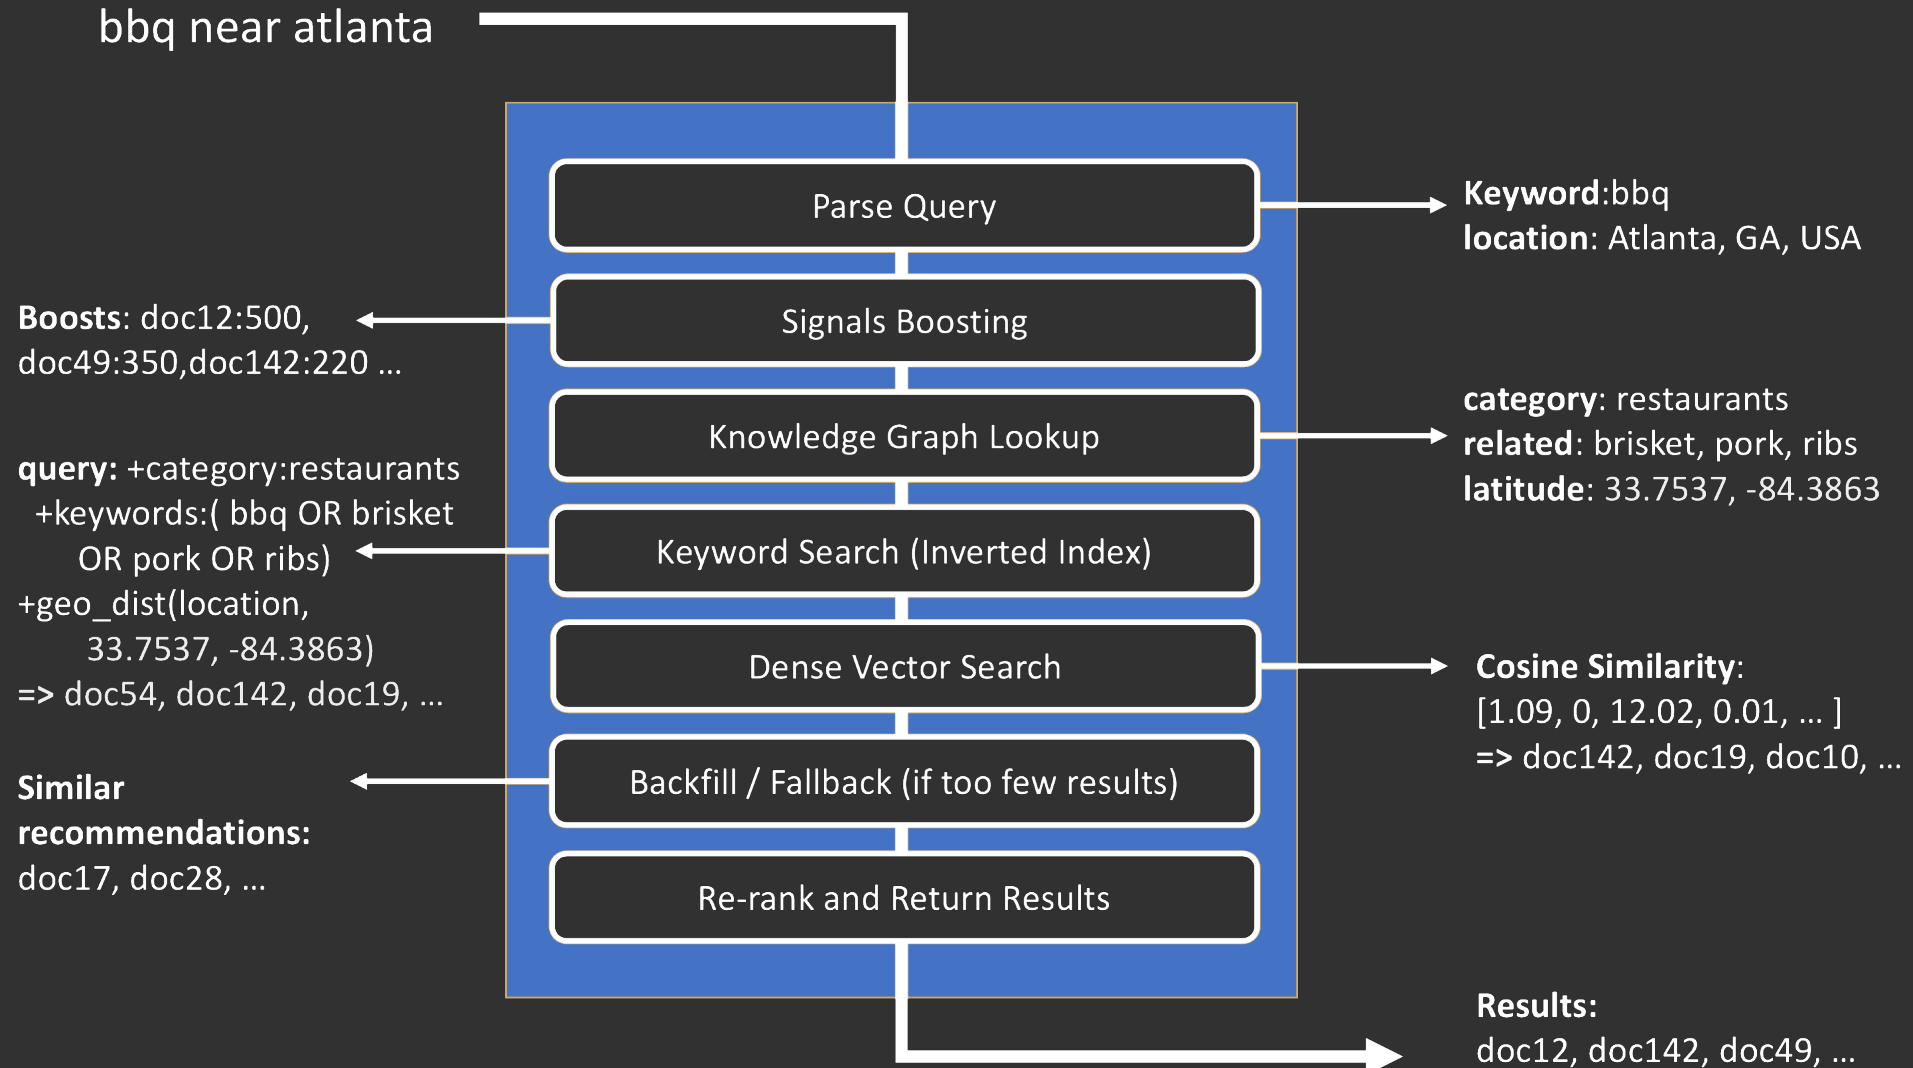 bbq near atlanta
Parse Query
Keyword:bbq
location: Atlanta, GA, USA
Signals Boosting
Boosts: doc12:500,
doc49:350,doc142:220 ...
Knowledge Graph Lookup
category: restaurants
related: brisket, pork, ribs
latitude: 33.7537, -84.3863
Keyword Search (Inverted Index)
query: +category:restaurants
+keywords:( bbq OR brisket
OR pork OR ribs)
+geo_dist(location,
33.7537, -84.3863)
=> doc54, doc142, doc19, ...
Dense Vector Search
Cosine Similarity:
[1.09, 0, 12.02, 0.01, ... ]
=> doc142, doc19, doc10, ...
Backfill / Fallback (if too few results)
Similar
recommendations:
doc17, doc28, ...
Re-rank and Return Results
Results:
doc12, doc142, doc49, ...